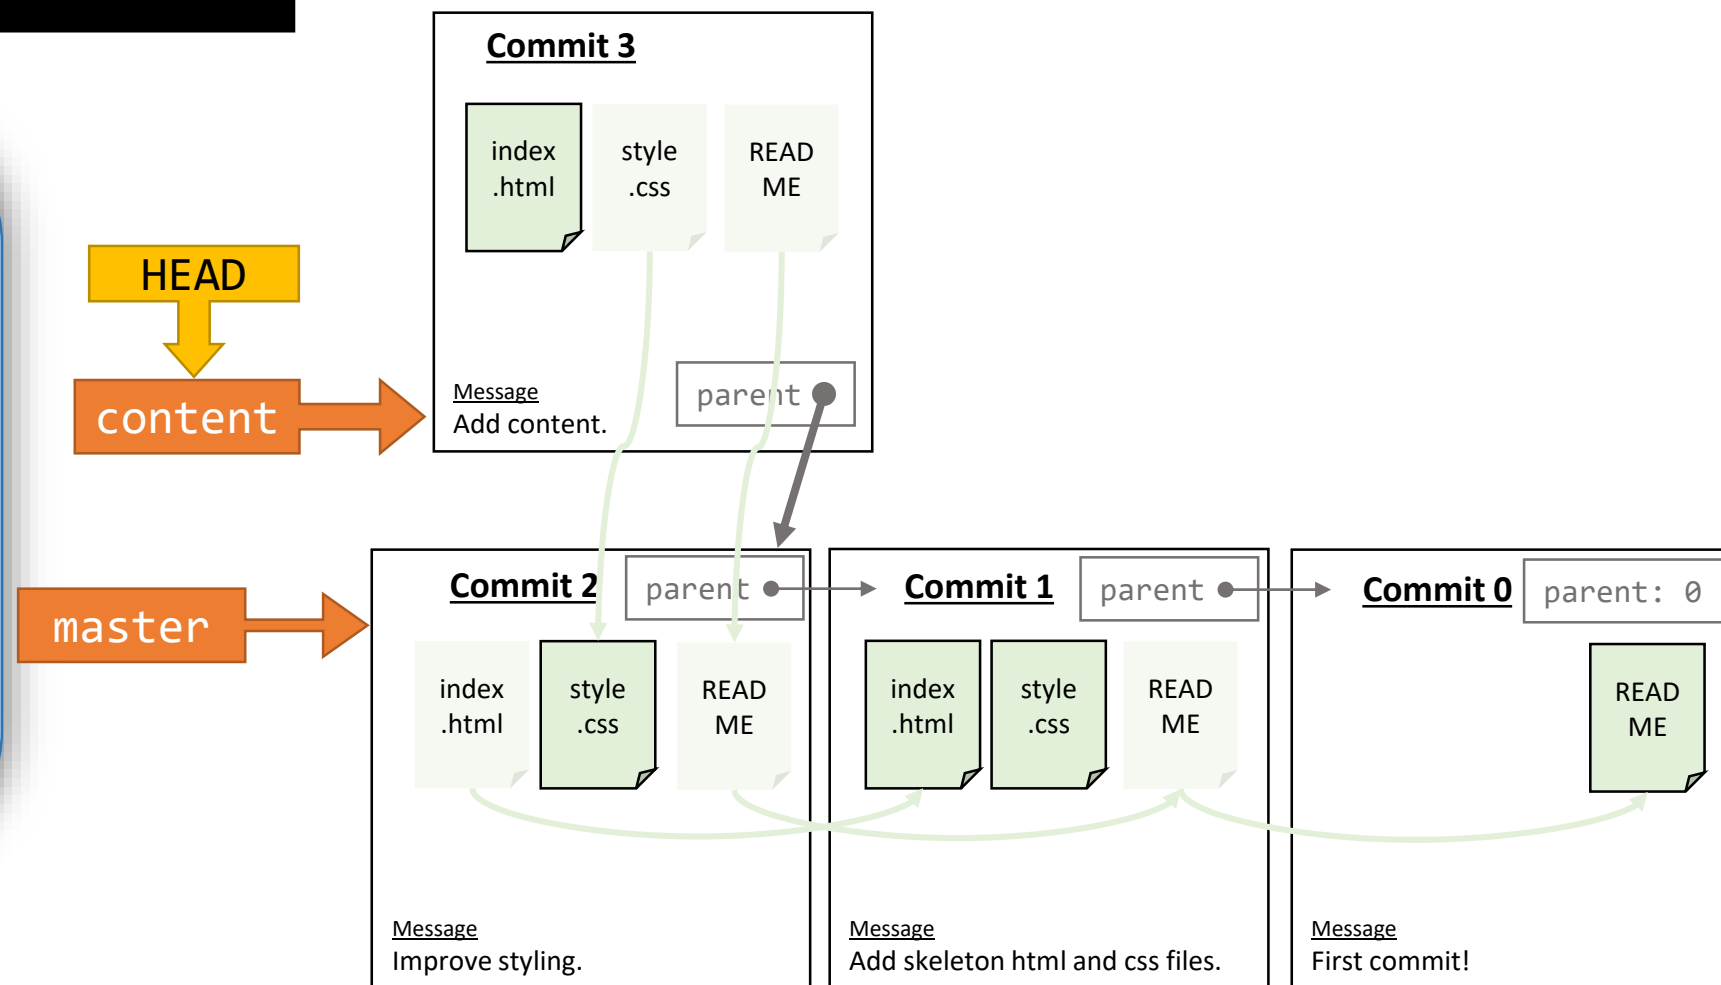 Commit 3
index
.html
style
.css
READ
ME
HEAD
content
Message
Add content.
parent
master
Commit 2
parent
index
.html
style
.css
READ
ME
Message
Improve styling.
Commit 1
parent
index
.html
style
.css
READ
ME
Message
Add skeleton html and css files.
Commit 0
parent: 0
READ
ME
Message
First commit!